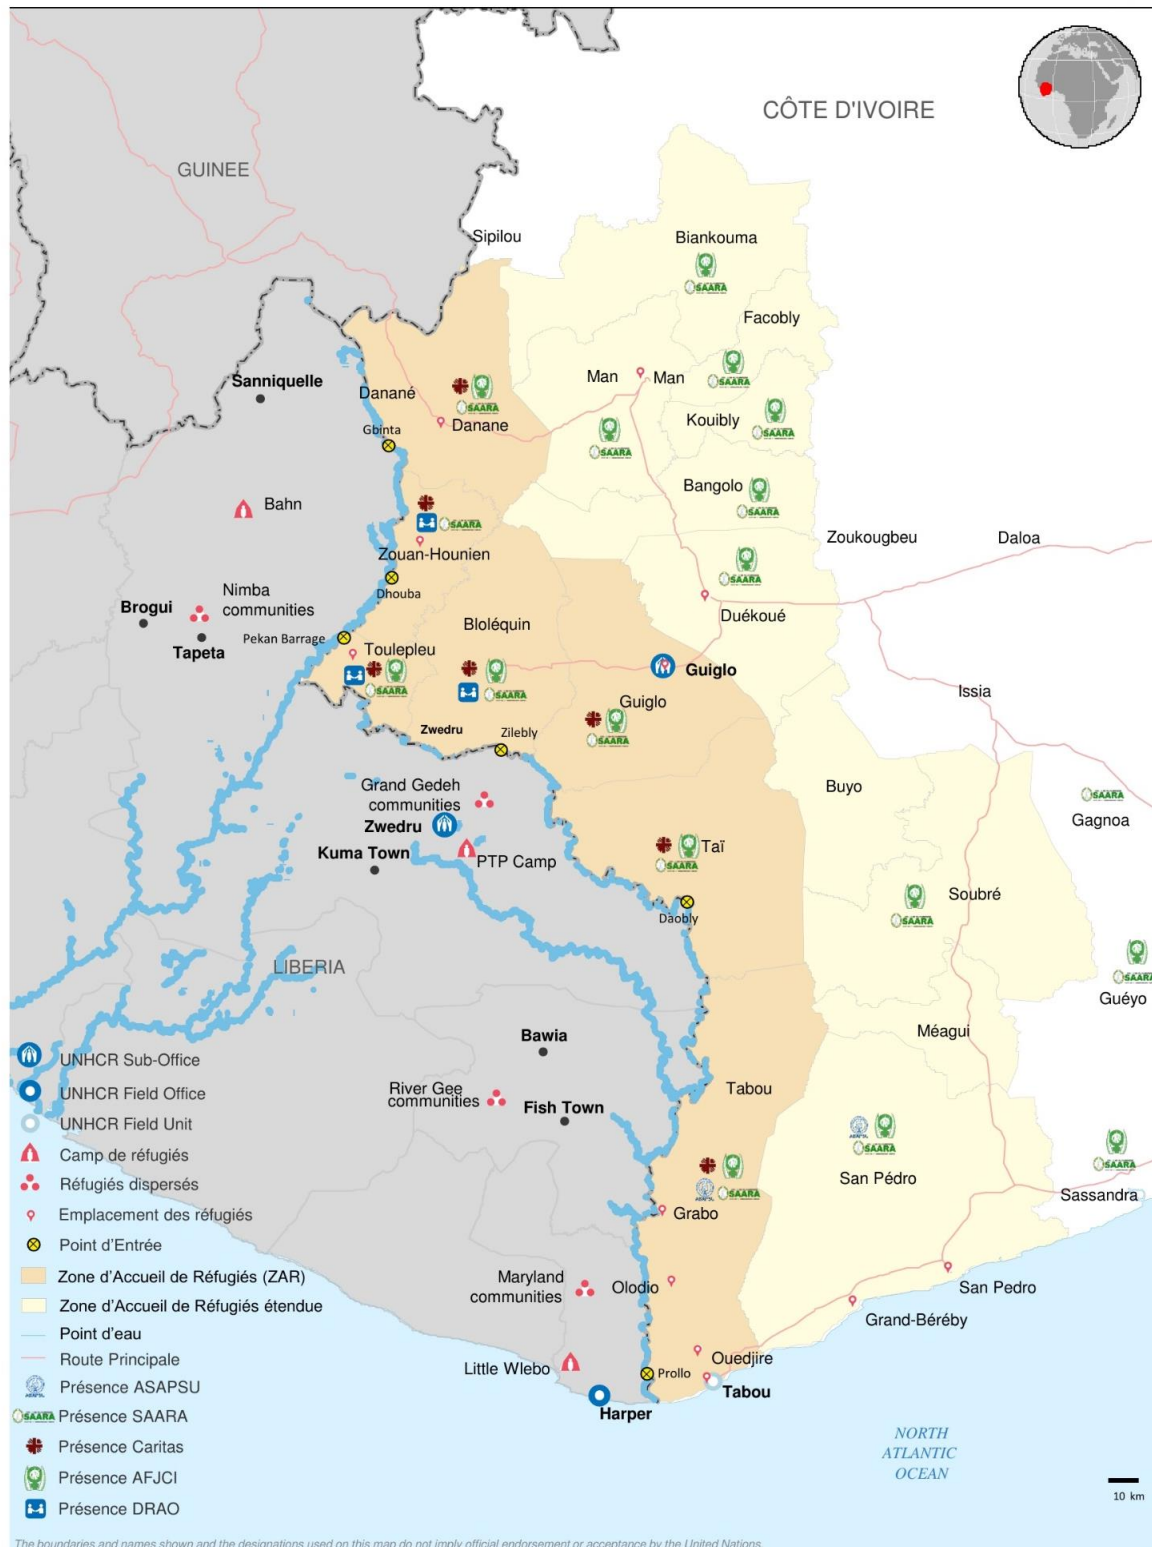 CÔTE D'IVOIRE
GUINEE
Sipilou
Biankouma
SAARA
Facobly
Sanniquelle
Danané
Man
Man
SAARA
SAARA
Kouibly
SAARA
Danane
Gbinta
SAARA
Bangolo
SAARA
Bahn
SAARA
Zouan-Hounien
Zoukougbeu
Daloa
SAARA
Dhouba
Nimba
communities
Brogui
Tapeta
Pekan Barrage
Bloléquin
Duékoué
Toulepleu
SAARA
SAARA
Guiglo
Guiglo
SAARA
Issia
Zwedru
Zilebly
Grand Gedeh
communities
Buyo
SAARA
Gagnoa
Zwedru
Kuma Town
PTP Camp
Taï
SAARA
Soubré
SAARA
Daobly
LIBERIA
SAARA
Guéyo
Bawia
Méagui
River Gee
communities
Fish Town
Tabou
ASAPSU
SAARA
San Pédro
ASAPSU
SAARA
SAARA
Sassandra
Grabo
Maryland
communities
Olodio
San Pedro
Grand-Béréby
Little Wlebo
Prollo
Ouedjire
Tabou
Harper
NORTH
ATLANTIC
OCEAN
10 km
UNHCR Sub-Office
UNHCR Field Office
UNHCR Field Unit
Camp de réfugiés
Réfugiés dispersés
Emplacement des réfugiés
Point d'Entrée
Zone d'Accueil de Réfugiés (ZAR)
Zone d'Accueil de Réfugiés étendue
Point d'eau
Route Principale
ASAPSU
Présence ASAPSU
SAARA
Présence SAARA
Présence Caritas
Présence AFJCI
Présence DRAO
The boundaries and names shown and the designations used on this map do not imply official endorsement or acceptance by the United Nations.